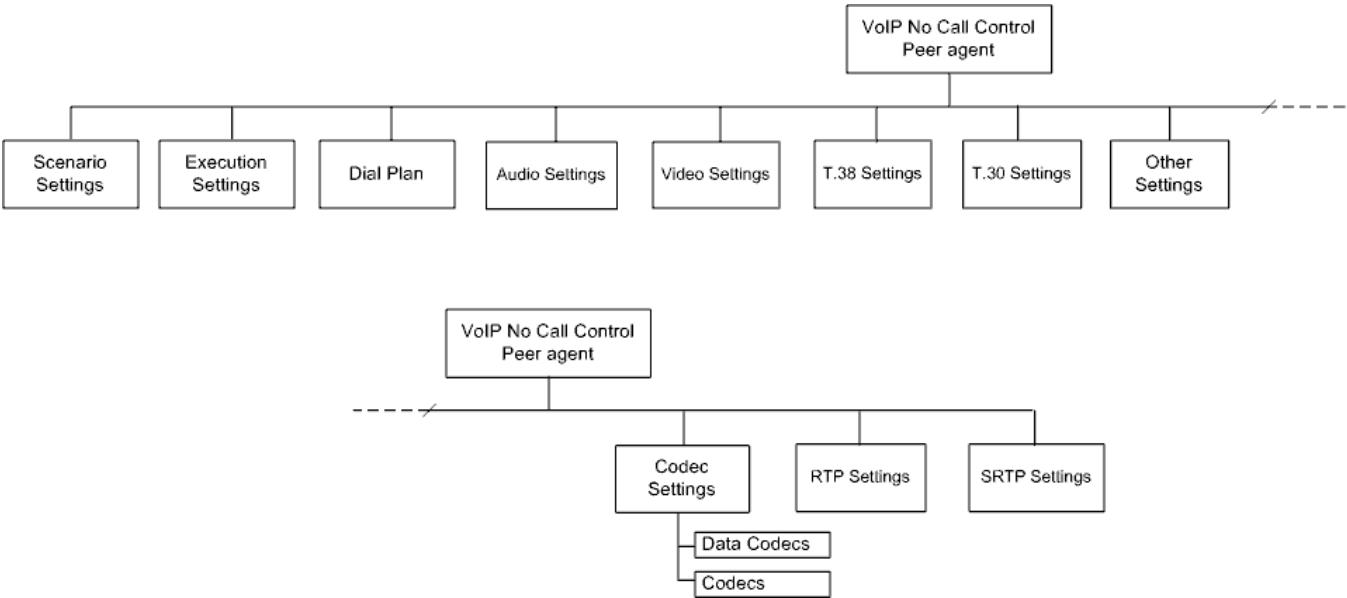 VoIP No Call Control
Peer agent
Scenario
Settings
Execution
Settings
Dial Plan
Audio Settings
Video Settings
T.38 Settings
T.30 Settings
Other
Settings
VoIP No Call Control
Peer agent
Codec
Settings
RTP Settings
SRTP Settings
Data Codecs
Codecs